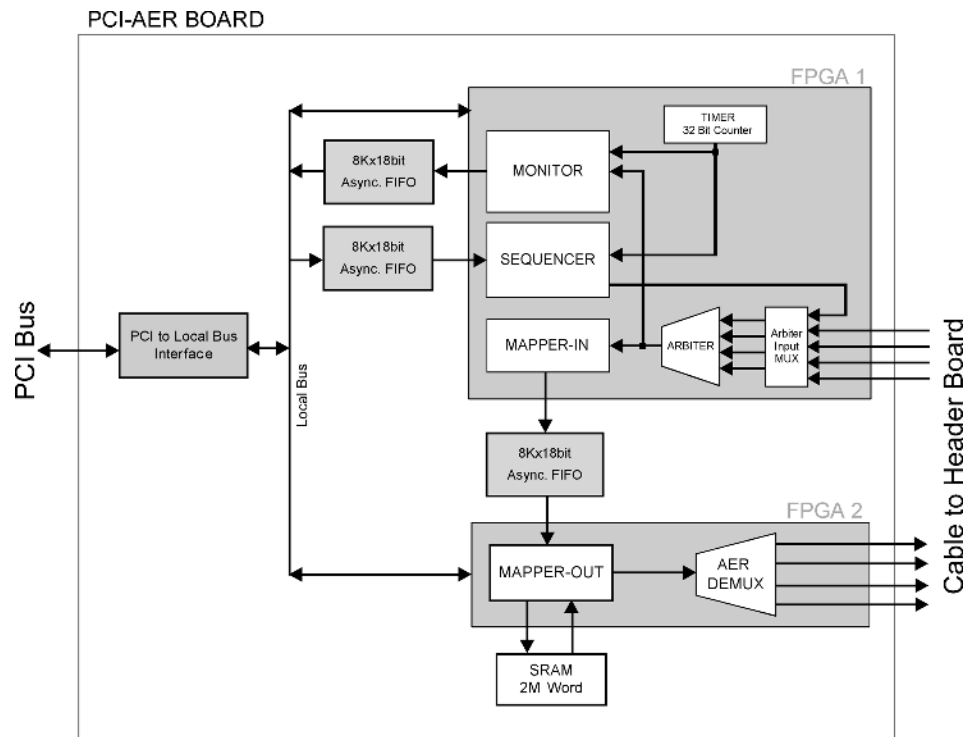 PCI-AER BOARD
FPGA 1
TIMER
32 Bit Counter
8Kx18bit
Async. FIFO
MONITOR
8Kx18bit
Async. FIFO
SEQUENCER
PCI Bus
PCI to Local Bus
Interface
Local Bus
MAPPER-IN
ARBITER
Arbiter
Input
MUX
Cable to Header Board
8Kx18bit
Async. FIFO
FPGA 2
MAPPER-OUT
AER
DEMUX
SRAM
2M Word